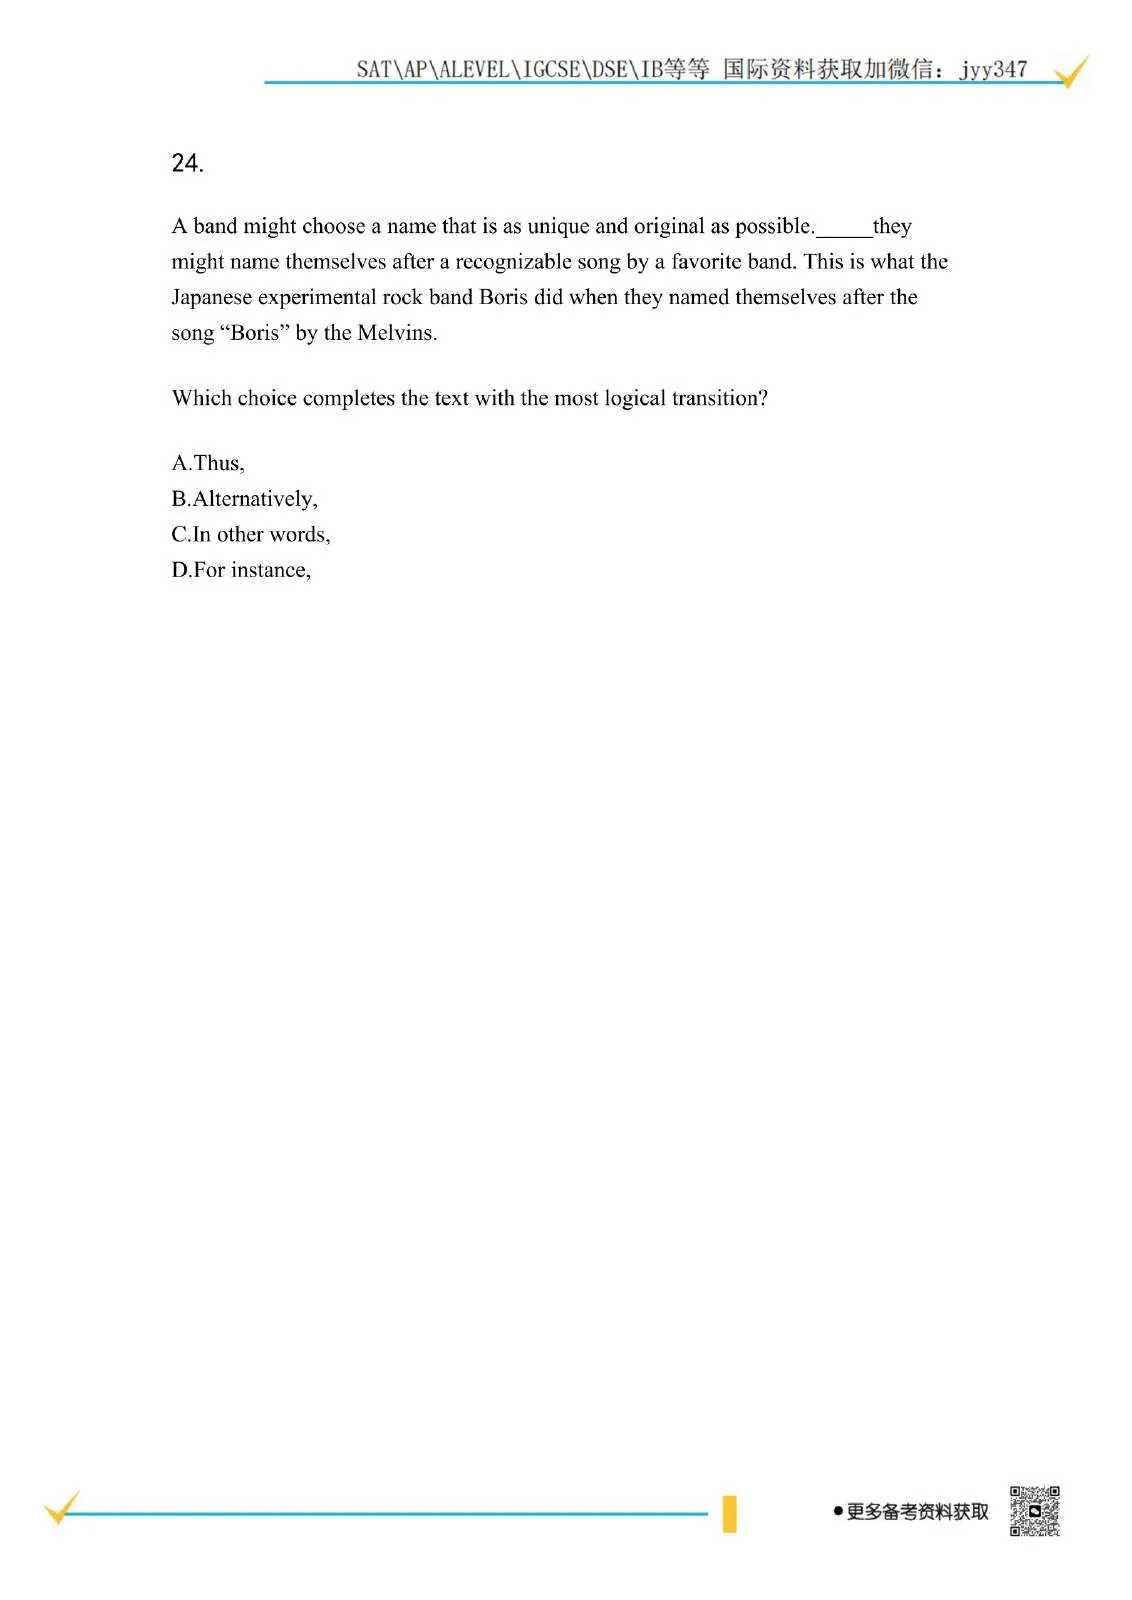 SAT\AP\ALEVEL\IGCSE\DSE\IB等等 国际资料获取加微信: jyy347
24.
A band might choose a name that is as unique and original as possible._____they
might name themselves after a recognizable song by a favorite band. This is what the
Japanese experimental rock band Boris did when they named themselves after the
song “Boris” by the Melvins.
Which choice completes the text with the most logical transition?
A.Thus,
B.Alternatively,
C.In other words,
D.For instance,
●更多备考资料获取